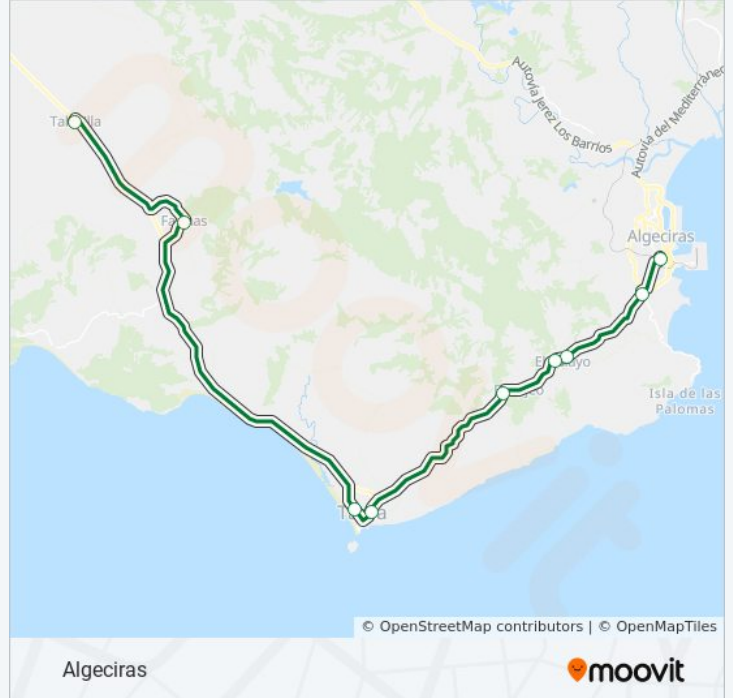 Autovía Jerez Los Barrios
Autovía del Mediterráneo
Algeciras
Isla de las
Palomas
© OpenStreetMap contributors | © OpenMapTiles
Algeciras
moovit